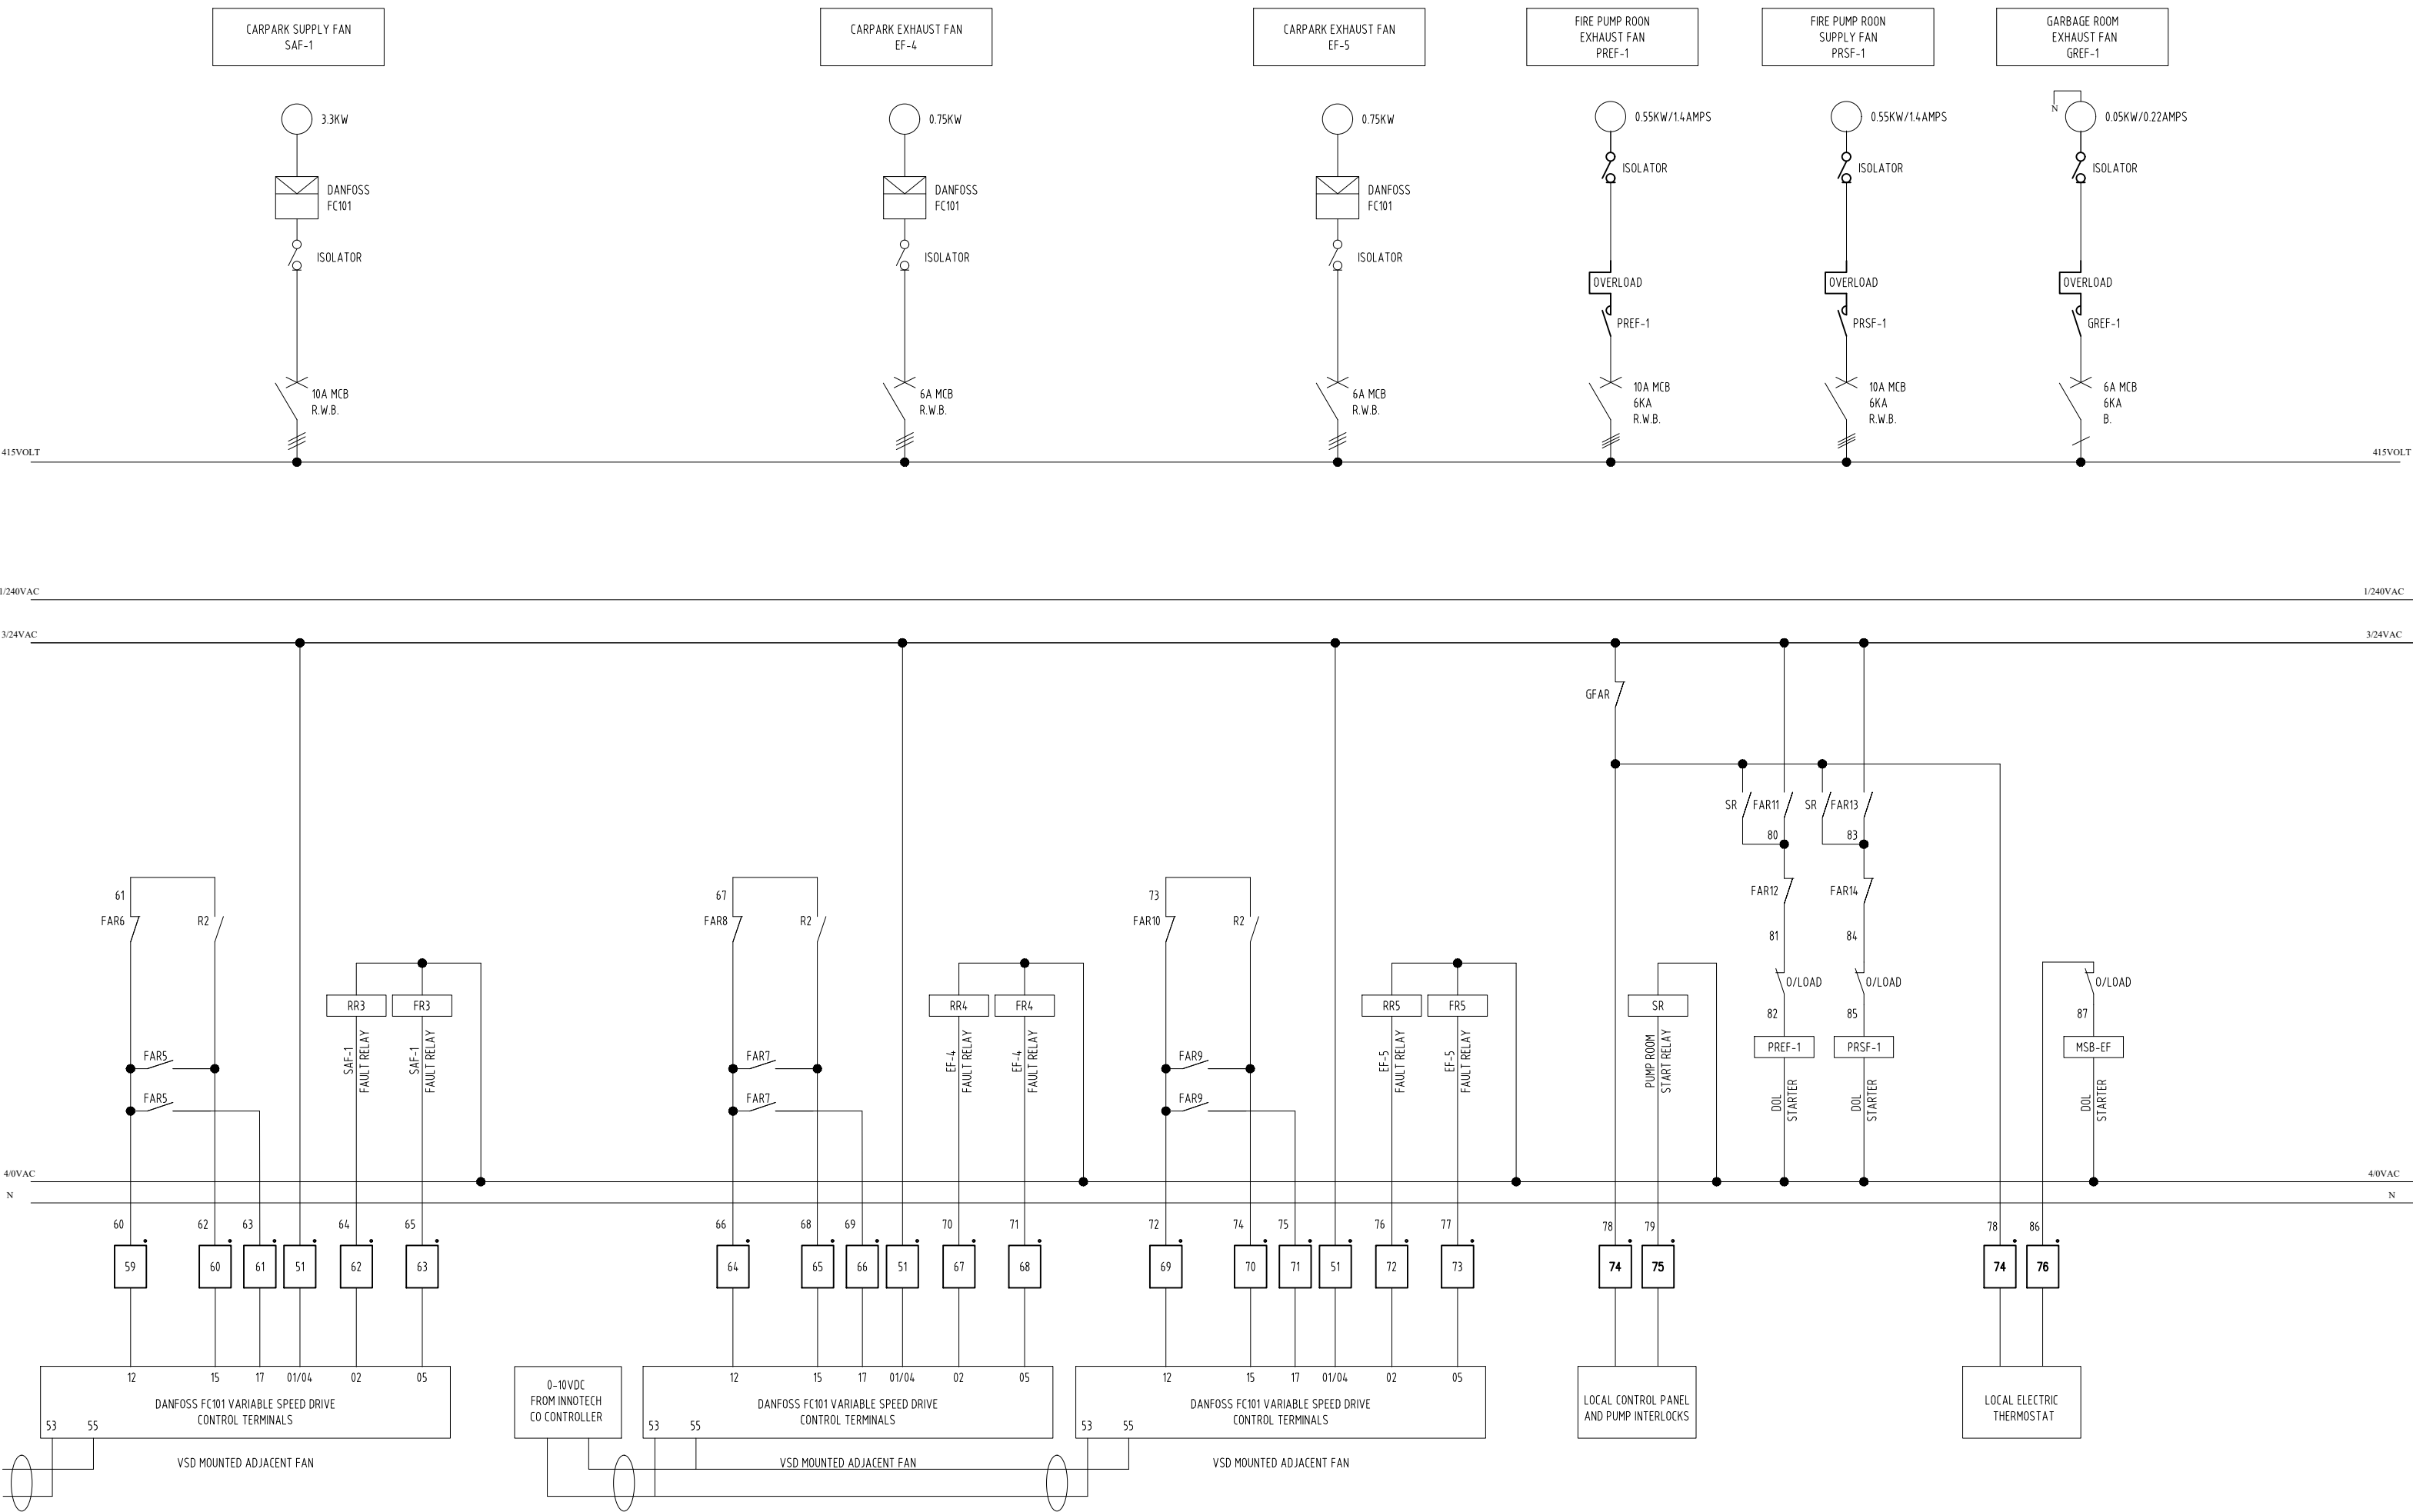 CARPARK SUPPLY FAN
SAF-1
CARPARK EXHAUST FAN
EF-4
CARPARK EXHAUST FAN
EF-5
FIRE PUMP ROON
EXHAUST FAN
PREF-1
FIRE PUMP ROON
SUPPLY FAN
PRSF-1
GARBAGE ROOM
EXHAUST FAN
GREF-1
3.3KW
0.75KW
0.75KW
0.55KW/1.4AMPS
0.55KW/1.4AMPS
N
0.05KW/0.22AMPS
ISOLATOR
ISOLATOR
ISOLATOR
DANFOSS
FC101
DANFOSS
FC101
DANFOSS
FC101
ISOLATOR
ISOLATOR
ISOLATOR
OVERLOAD
OVERLOAD
OVERLOAD
PREF-1
PRSF-1
GREF-1
10A MCB
R.W.B.
6A MCB
R.W.B.
6A MCB
R.W.B.
10A MCB
6KA
R.W.B.
10A MCB
6KA
R.W.B.
6A MCB
6KA
B.
415VOLT
415VOLT
1/240VAC
1/240VAC
3/24VAC
3/24VAC
GFAR
SR
FAR11
SR
FAR13
80
83
FAR12
FAR14
61
FAR6
R2
67
FAR8
R2
73
FAR10
R2
81
84
O/LOAD
O/LOAD
O/LOAD
82
85
87
RR3
FR3
RR4
FR4
RR5
FR5
SR
PREF-1
PRSF-1
MSB-EF
SAF-1
FAULT RELAY
SAF-1
FAULT RELAY
EF-4
FAULT RELAY
EF-4
FAULT RELAY
EF-5
FAULT RELAY
EF-5
FAULT RELAY
PUMP ROOM
START RELAY
DOL
STARTER
DOL
STARTER
DOL
STARTER
FAR5
FAR7
FAR9
FAR5
FAR7
FAR9
4/0VAC
4/0VAC
N
N
60
62
63
64
65
66
68
69
70
71
72
74
75
76
77
78
79
78
86
59
60
61
51
62
63
64
65
66
51
67
68
69
70
71
51
72
73
74
75
74
76
12
15
17
01/04
02
05
DANFOSS FC101 VARIABLE SPEED DRIVE
CONTROL TERMINALS
53
55
VSD MOUNTED ADJACENT FAN
0-10VDC
FROM INNOTECH
CO CONTROLLER
12
15
17
01/04
02
05
DANFOSS FC101 VARIABLE SPEED DRIVE
CONTROL TERMINALS
53
55
VSD MOUNTED ADJACENT FAN
12
15
17
01/04
02
05
DANFOSS FC101 VARIABLE SPEED DRIVE
CONTROL TERMINALS
53
55
VSD MOUNTED ADJACENT FAN
LOCAL CONTROL PANEL
AND PUMP INTERLOCKS
LOCAL ELECTRIC
THERMOSTAT